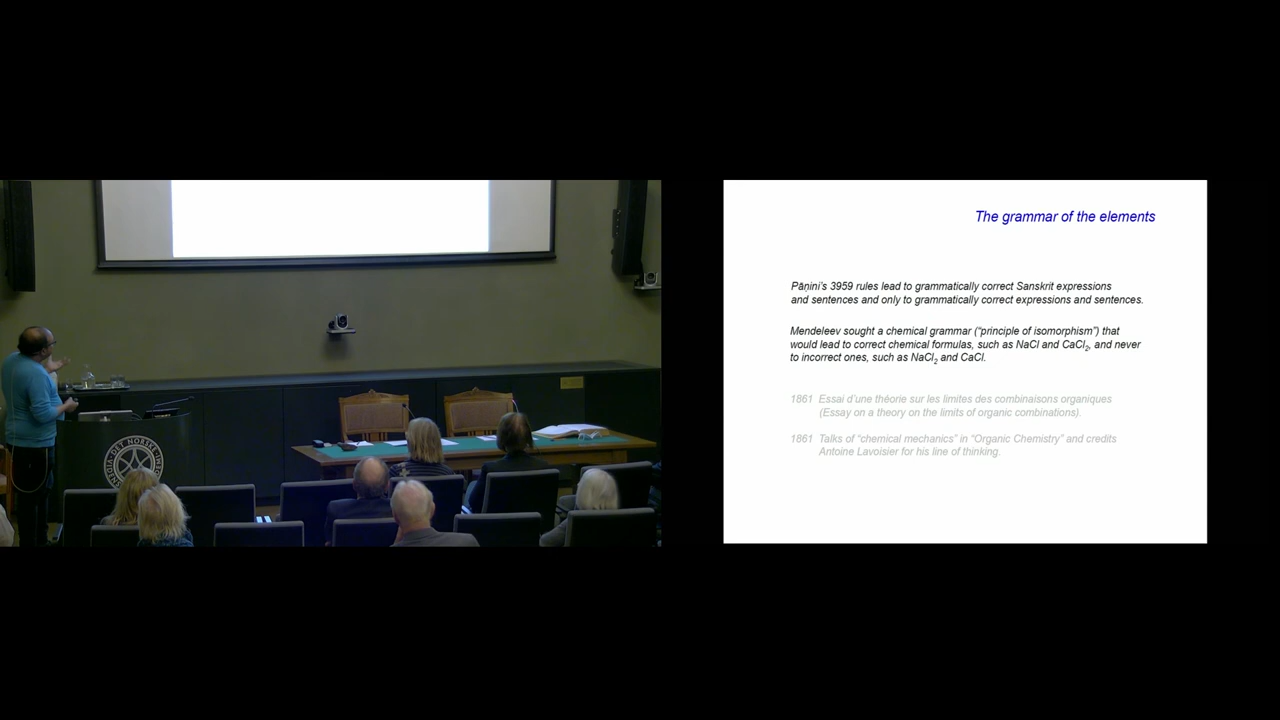 The grammar of the elements
Pāṇini's 3959 rules lead to grammatically correct Sanskrit expressions
and sentences and only to grammatically correct expressions and sentences.
Mendeleev sought a chemical grammar ("principle of isomorphism") that
would lead to correct chemical formulas, such as NaCl and CaCl₂, and never
to incorrect ones, such as NaCl₂ and CaCl.
1861 Essai d'une théorie sur les limites des combinaisons organiques
(Essay on a theory on the limits of organic combinations).
1861 Talks of "chemical mechanics" in "Organic Chemistry" and credits
Antoine Lavoisier for his line of thinking.
DET NORSKE